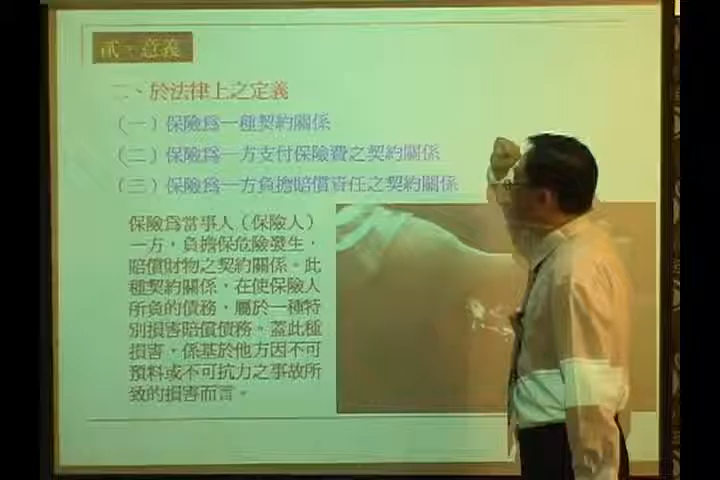 貳、意義
二、於法律上之定義
(一)保險為一種契約關係
(二)保險為一方支付保險費之契約關係
(三)保險為一方負擔賠償責任之契約關係
保險為當事人(保險人)
一方,負擔保危險發生,
賠償財物之契約關係。此
種契約關係,在使保險人
所負的債務,屬於一種特
別損害賠償債務。蓋此種
損害,係基於他方因不可
預料或不可抗力之事故所
致的損害而言。